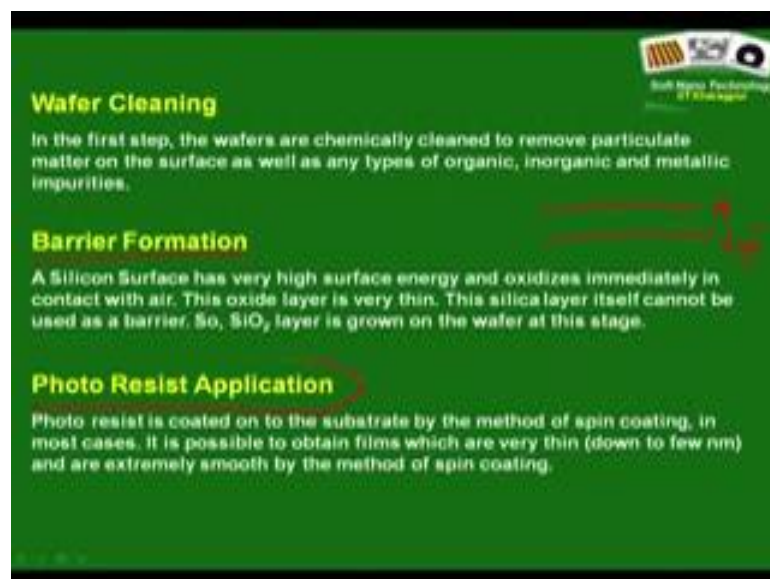 Soft Nano Technology
IIT Kharagpur
Wafer Cleaning
In the first step, the wafers are chemically cleaned to remove particulate
matter on the surface as well as any types of organic, inorganic and metallic
impurities.
Barrier Formation
A Silicon Surface has very high surface energy and oxidizes immediately in
contact with air. This oxide layer is very thin. This silica layer itself cannot be
used as a barrier. So, SiO₂ layer is grown on the wafer at this stage.
Photo Resist Application
Photo resist is coated on to the substrate by the method of spin coating, in
most cases. It is possible to obtain films which are very thin (down to few nm)
and are extremely smooth by the method of spin coating.